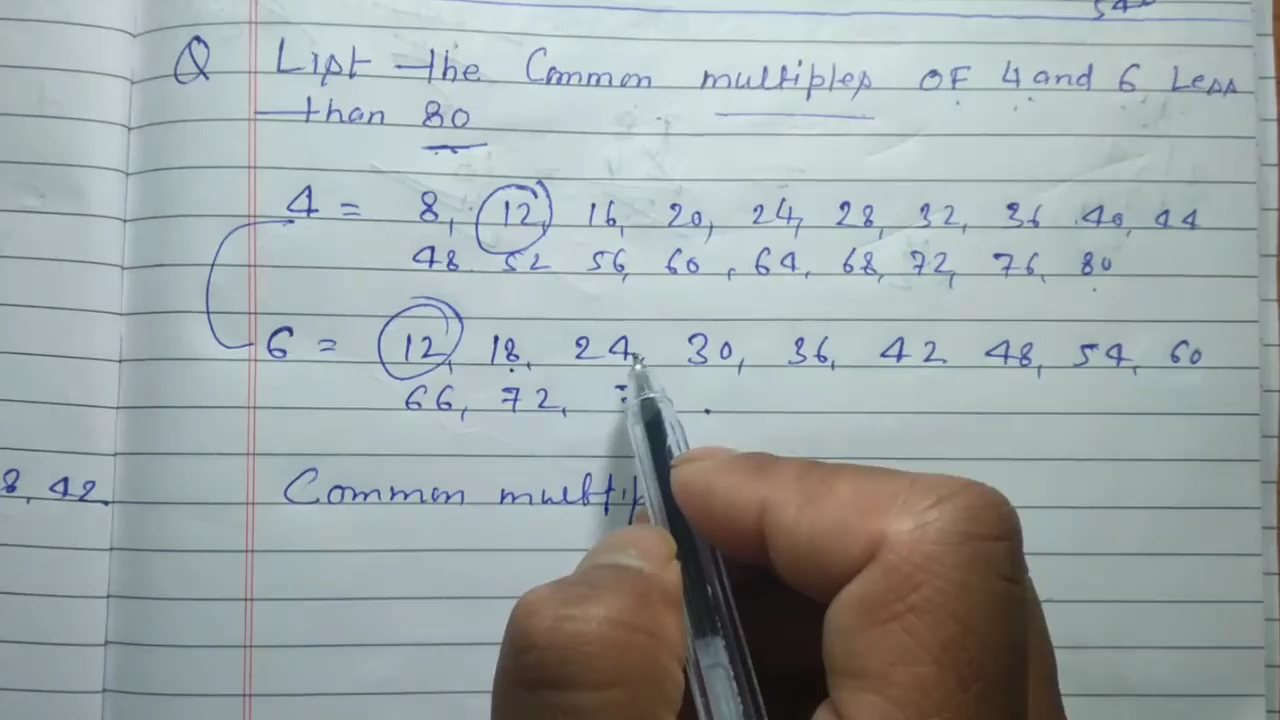 54
Q List the Common multiples OF 4 and 6 Less
than 80
4 = 8, 12, 16, 20, 24, 28, 32, 36 40, 44
48 52 56, 60, 64, 68, 72, 76, 80
6 = 12, 18, 24, 30, 36, 42 48, 54, 60
66, 72,
8, 42 Common